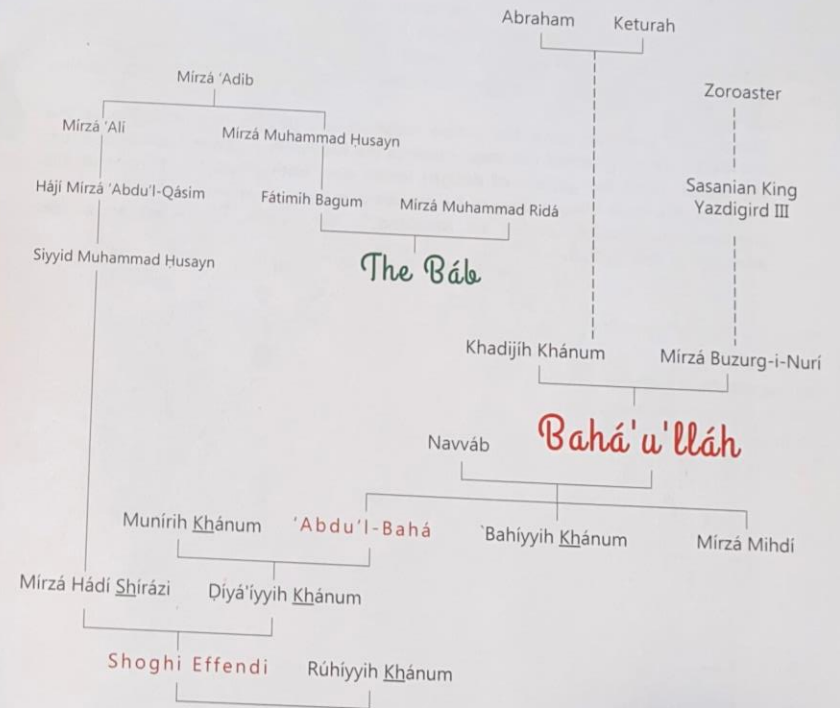 Abraham Keturah
Mírzá 'Adib
Zoroaster
Mírzá 'Alí Mírzá Muhammad Ḥusayn
Hájí Mírzá 'Abdu'l-Qásim Fátimih Bagum Mírzá Muhammad Ridá
Sasanian King
Yazdigird III
Siyyid Muhammad Ḥusayn
The Báb
Khadijíh Khánum Mírzá Buzurg-i-Nurí
Navváb Bahá'u'lláh
Munírih Khánum 'Abdu'l-Bahá `Bahíyyih Khánum Mírzá Mihdí
Mírzá Hádí Shírázi Ḍíyá'íyyih Khánum
Shoghi Effendi Rúhíyyih Khánum